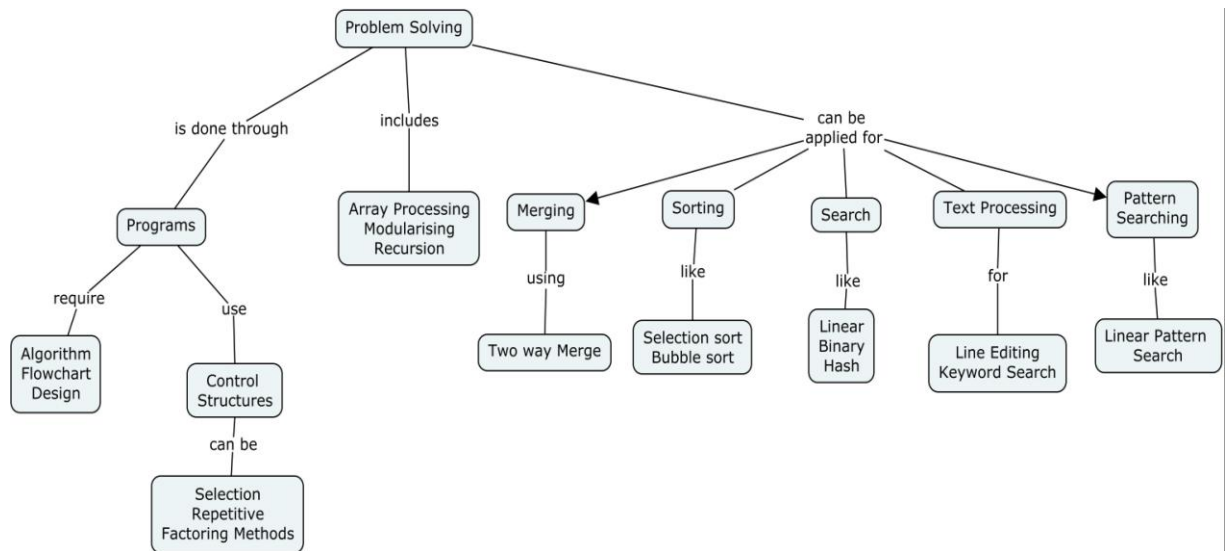 Problem Solving
is done through
includes
can be
applied for
Programs
Array Processing
Modularising
Recursion
Merging
Sorting
Search
Text Processing
Pattern
Searching
require
use
using
like
like
for
like
Algorithm
Flowchart
Design
Control
Structures
Two way Merge
Selection sort
Bubble sort
Linear
Binary
Hash
Line Editing
Keyword Search
Linear Pattern
Search
can be
Selection
Repetitive
Factoring Methods